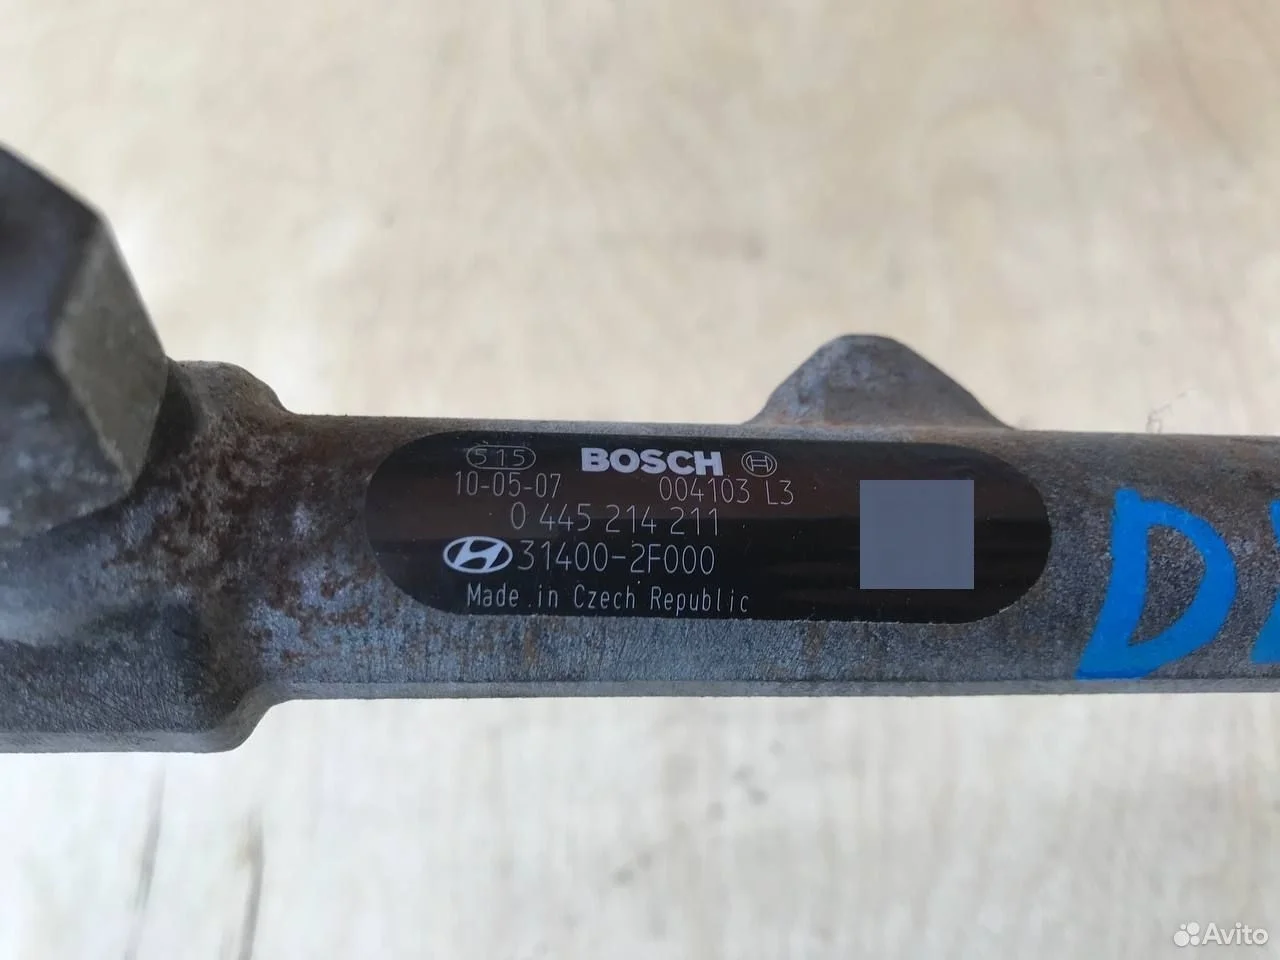 515 BOSCH
10-05-07 004103 L3
0 445 214 211
31400-2F000
Made in Czech Republic
Avito